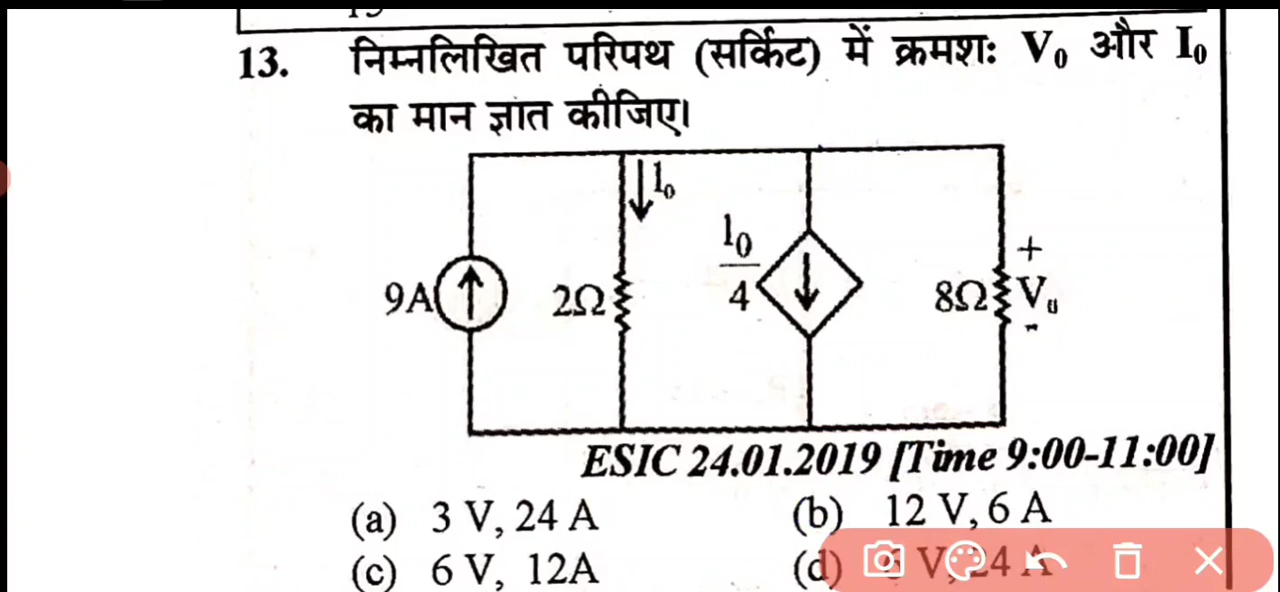 13. निम्नलिखित परिपथ (सर्किट) में क्रमशः V₀ और I₀
का मान ज्ञात कीजिए।
I₀
I₀
4
9A
2Ω
8Ω
+
V₀
-
ESIC 24.01.2019 [Time 9:00-11:00]
(a) 3 V, 24 A
(b) 12 V, 6 A
(c) 6 V, 12A
(d) V, 24 A